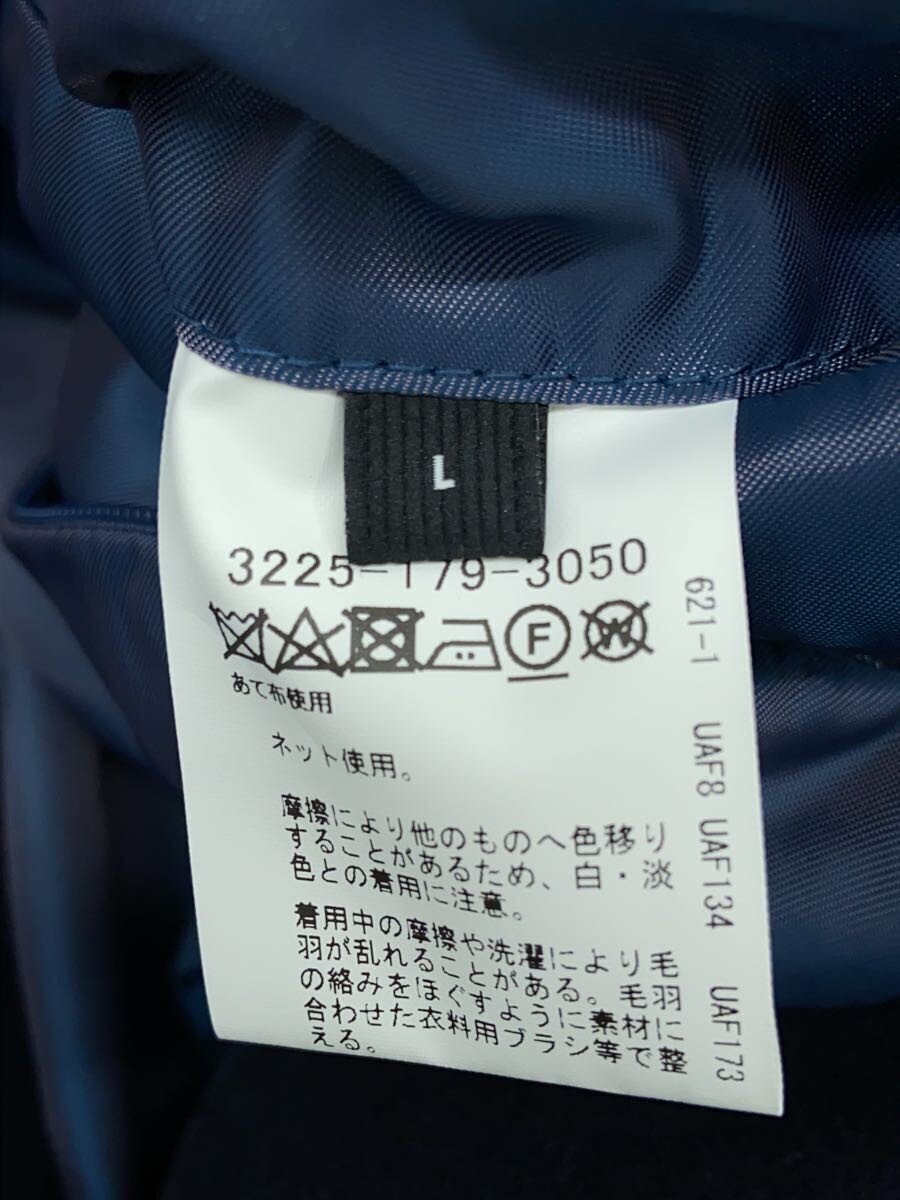 L
3225-179-3050
F
W
あて布使用
ネット使用。
摩擦により他のものへ色移り
することがあるため、白・淡
色との着用に注意。
着用中の摩擦や洗濯により毛
羽が乱れることがある。毛羽
の絡みをほぐすように素材に
合わせた衣料用ブラシ等で整
える。
621-1 UAF8 UAF134 UAF173